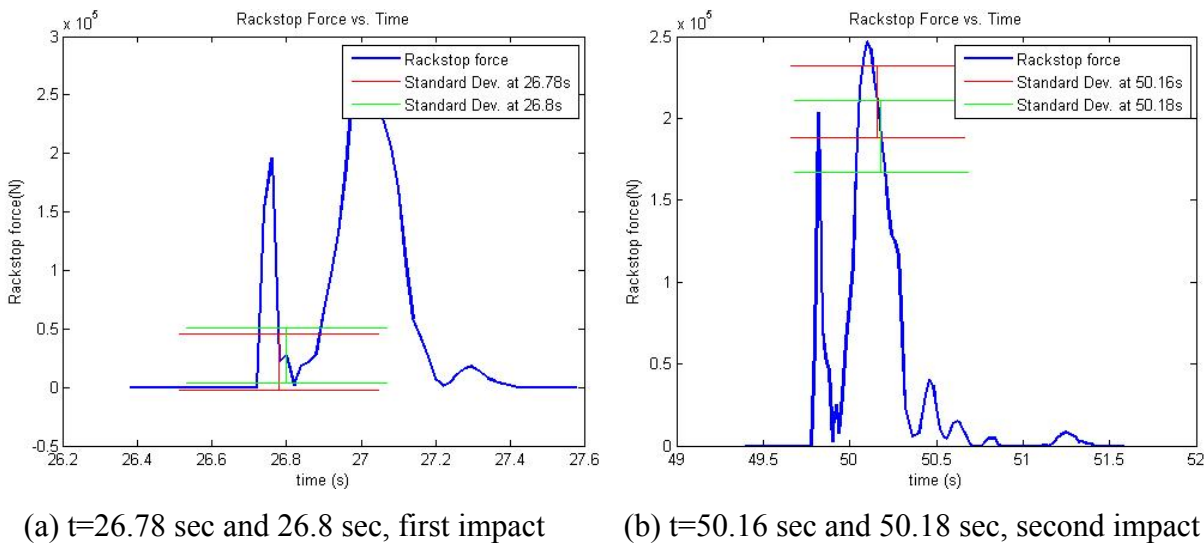 Rackstop Force vs. Time
x 10^5
3
2.5
2
1.5
1
0.5
0
-0.5
Rackstop force(N)
26.2 26.4 26.6 26.8 27 27.2 27.4 27.6
time (s)
Rackstop force
Standard Dev. at 26.78s
Standard Dev. at 26.8s
(a) t=26.78 sec and 26.8 sec, first impact
Rackstop Force vs. Time
x 10^5
2.5
2
1.5
1
0.5
0
Rackstop force(N)
49 49.5 50 50.5 51 51.5 52
time (s)
Rackstop force
Standard Dev. at 50.16s
Standard Dev. at 50.18s
(b) t=50.16 sec and 50.18 sec, second impact